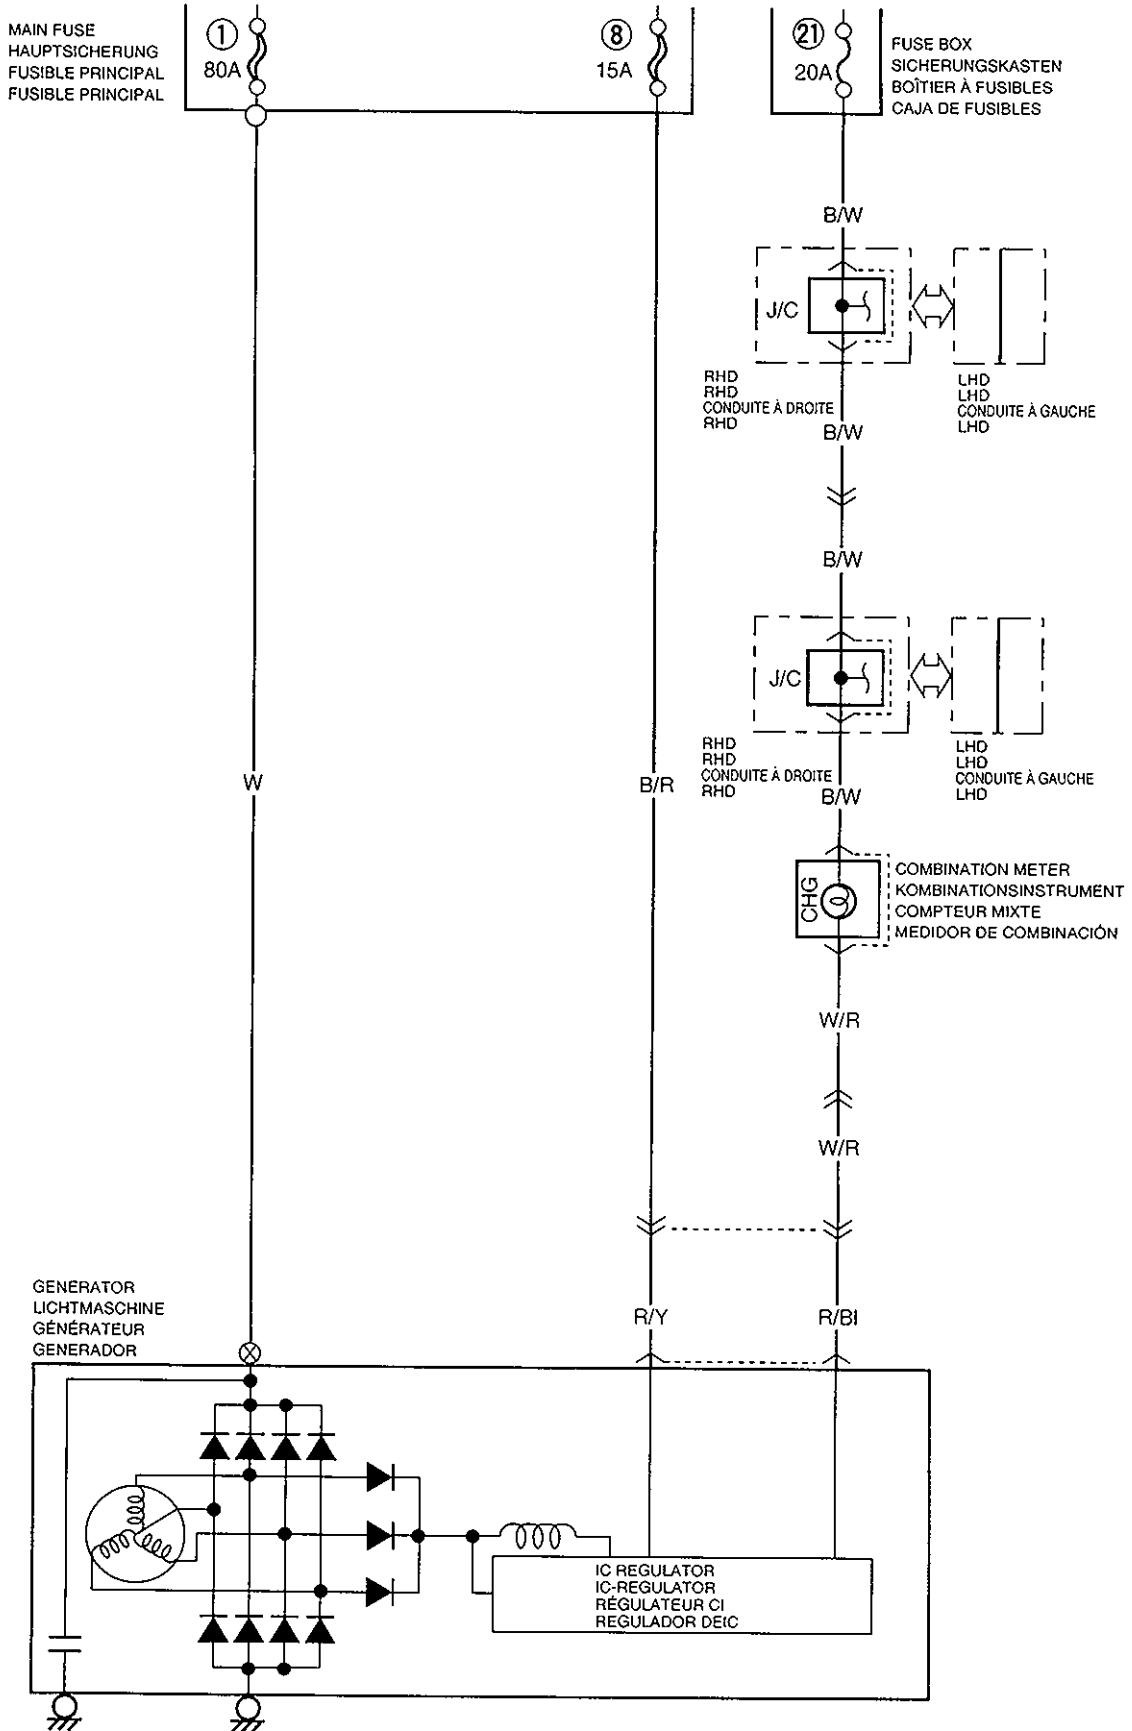 MAIN FUSE
HAUPTSICHERUNG
FUSIBLE PRINCIPAL
FUSIBLE PRINCIPAL
1
80A
8
15A
21
20A
FUSE BOX
SICHERUNGSKASTEN
BOÎTIER À FUSIBLES
CAJA DE FUSIBLES
B/W
J/C
RHD
RHD
CONDUITE À DROITE
RHD
LHD
LHD
CONDUITE À GAUCHE
LHD
B/W
B/W
J/C
RHD
RHD
CONDUITE À DROITE
RHD
LHD
LHD
CONDUITE À GAUCHE
LHD
W
B/R
B/W
CHG
COMBINATION METER
KOMBINATIONSINSTRUMENT
COMPTEUR MIXTE
MEDIDOR DE COMBINACIÓN
W/R
W/R
GENERATOR
LICHTMASCHINE
GÉNÉRATEUR
GENERADOR
R/Y
R/Bl
IC REGULATOR
IC-REGULATOR
RÉGULATEUR CI
REGULADOR DEIC